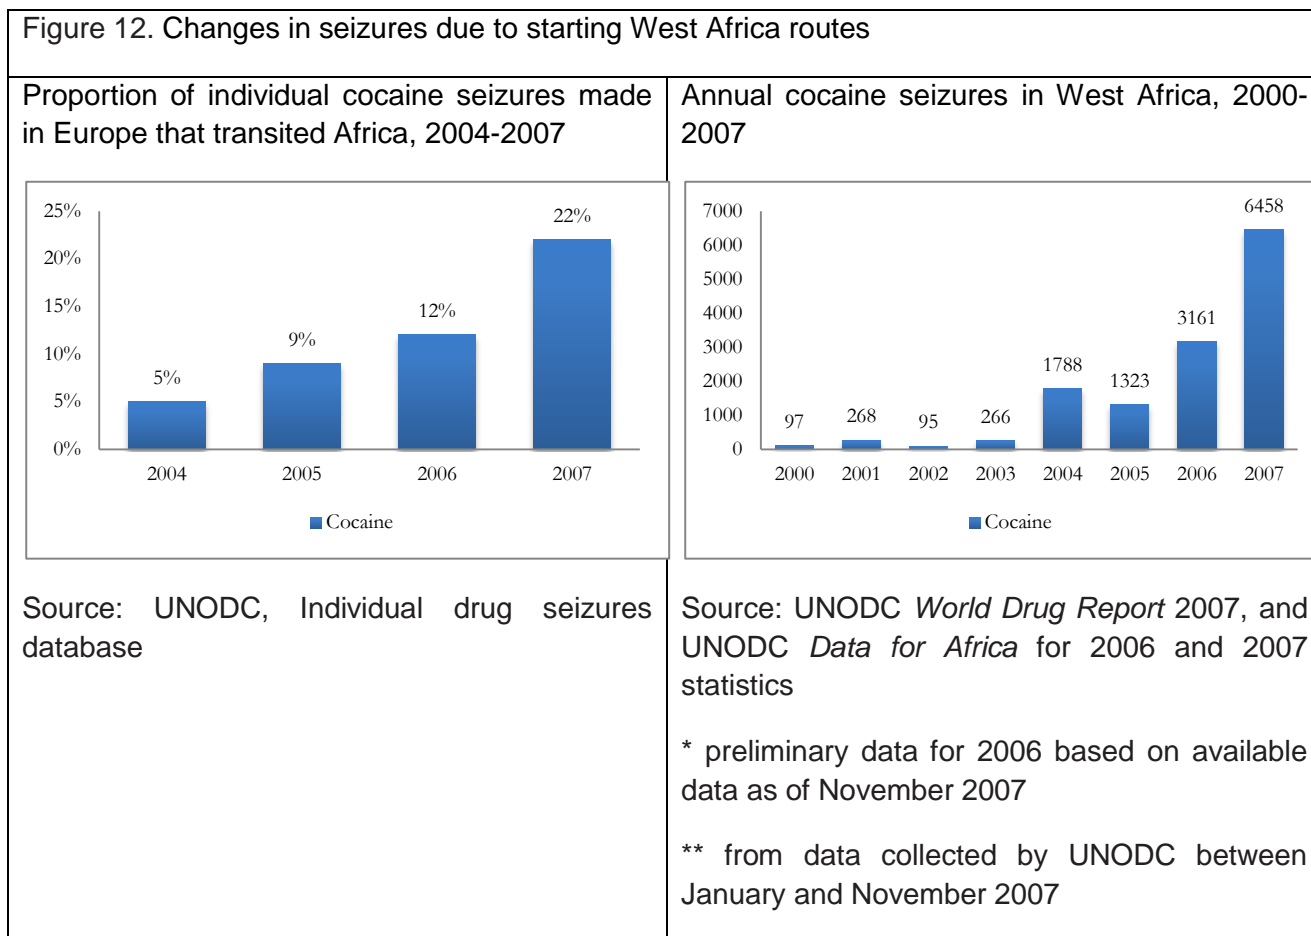 Figure 12. Changes in seizures due to starting West Africa routes
Proportion of individual cocaine seizures made
in Europe that transited Africa, 2004-2007
25%
20%
15%
10%
5%
0%
5%
9%
12%
22%
2004
2005
2006
2007
Cocaine
Source: UNODC, Individual drug seizures
database
Annual cocaine seizures in West Africa, 2000-
2007
7000
6000
5000
4000
3000
2000
1000
0
97
268
95
266
1788
1323
3161
6458
2000
2001
2002
2003
2004
2005
2006
2007
Cocaine
Source: UNODC World Drug Report 2007, and
UNODC Data for Africa for 2006 and 2007
statistics
* preliminary data for 2006 based on available
data as of November 2007
** from data collected by UNODC between
January and November 2007